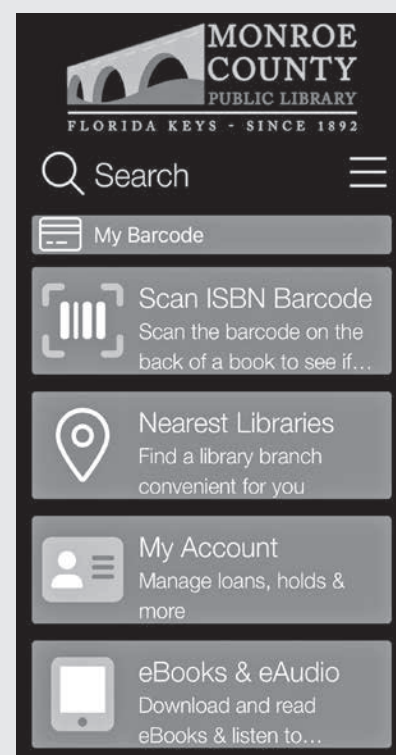 MONROE
COUNTY
PUBLIC LIBRARY
FLORIDA KEYS - SINCE 1892
Search
My Barcode
Scan ISBN Barcode
Scan the barcode on the
back of a book to see if...
Nearest Libraries
Find a library branch
convenient for you
My Account
Manage loans, holds &
more
eBooks & eAudio
Download and read
eBooks & listen to...